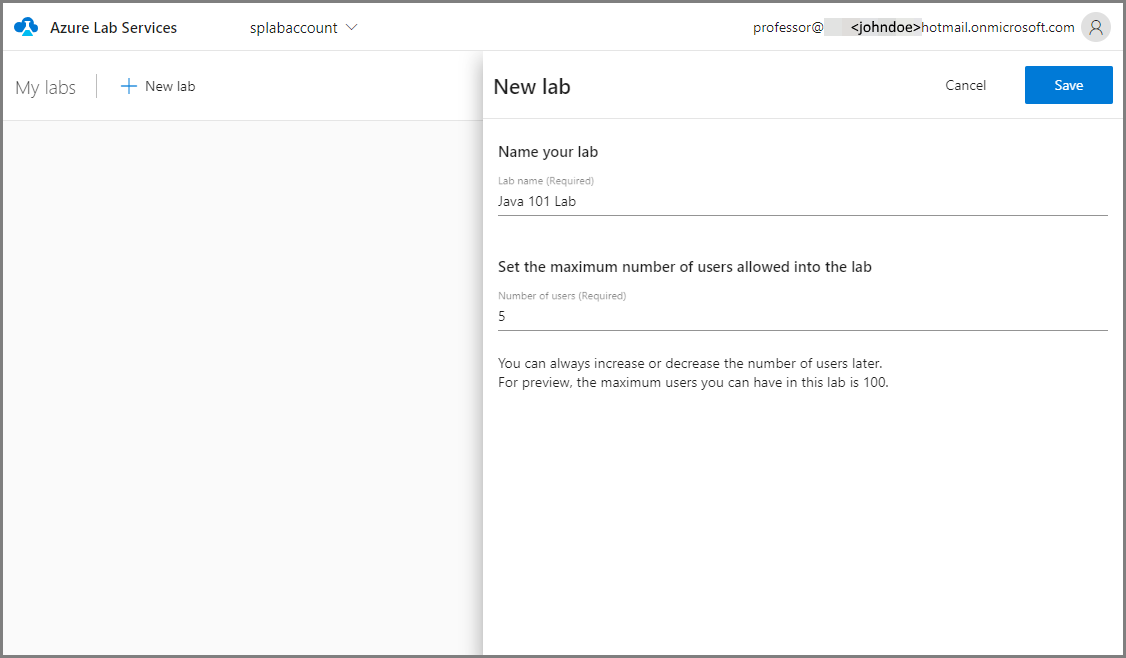 Azure Lab Services
splabaccount
professor@ <johndoe>hotmail.onmicrosoft.com
My labs
New lab
New lab
Cancel
Save
Name your lab
Lab name (Required)
Java 101 Lab
Set the maximum number of users allowed into the lab
Number of users (Required)
5
You can always increase or decrease the number of users later.
For preview, the maximum users you can have in this lab is 100.